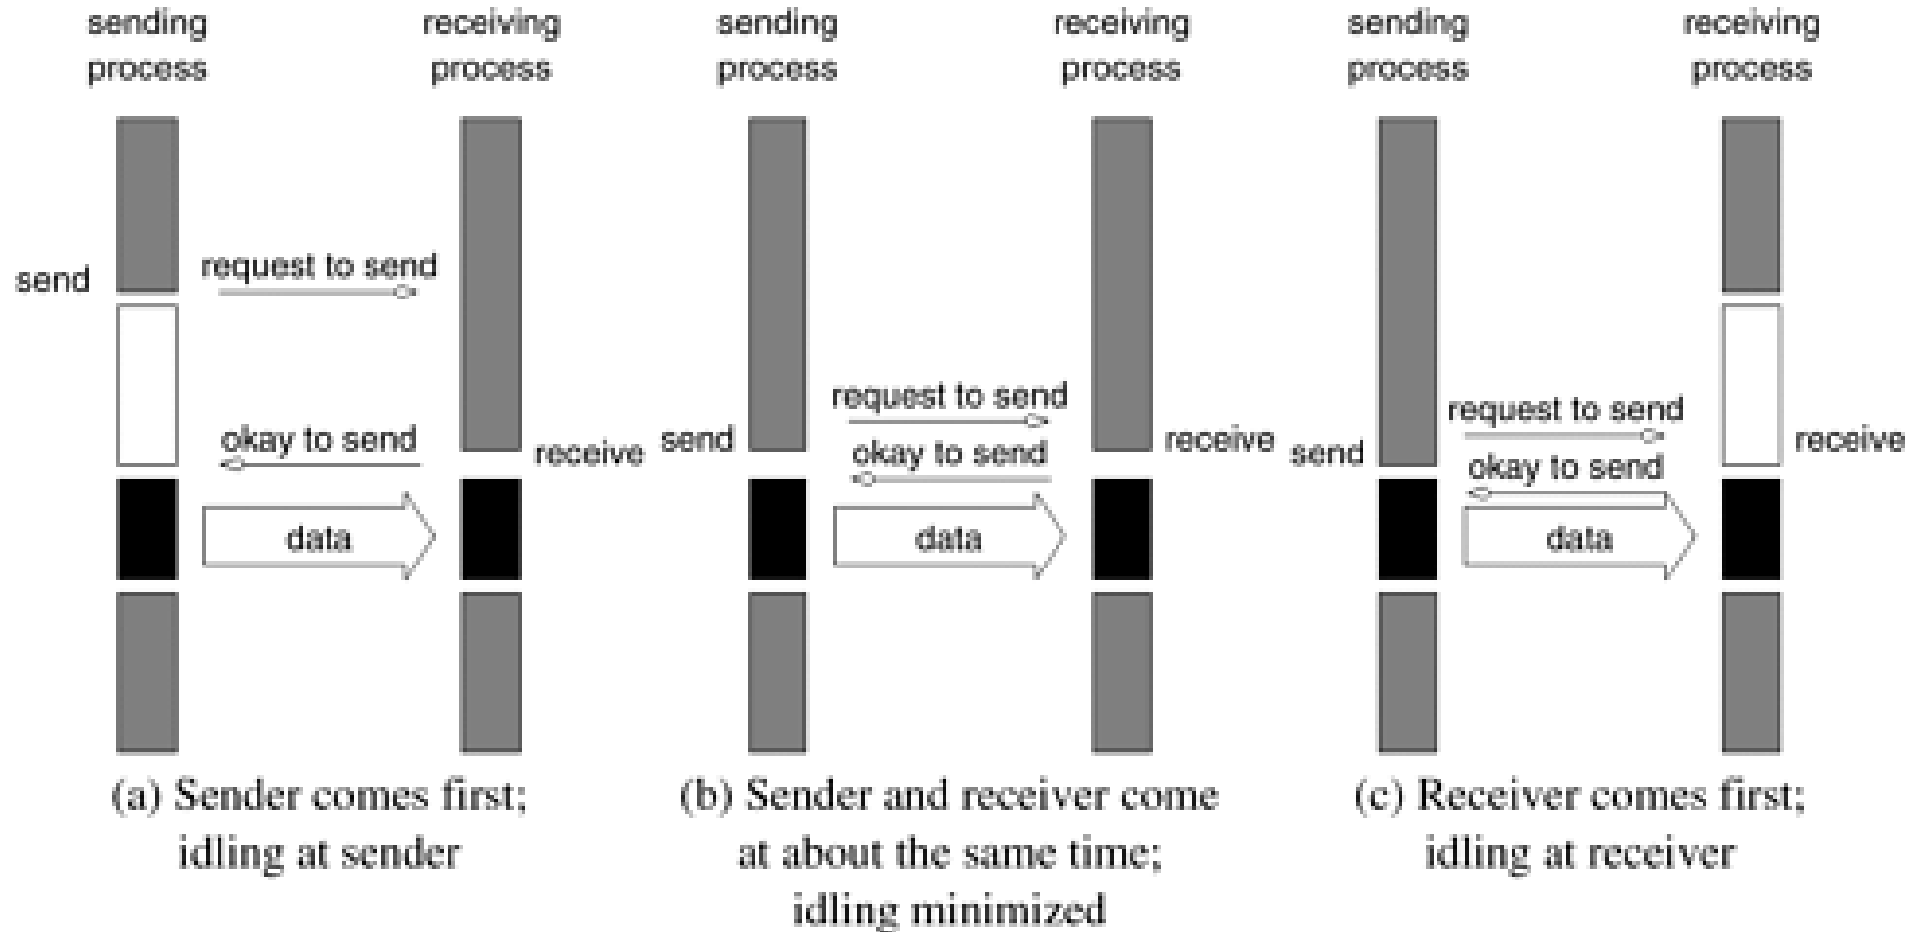 sending
process
receiving
process
send
request to send
okay to send
receive
data
(a) Sender comes first;
idling at sender
sending
process
receiving
process
request to send
send
okay to send
receive
data
(b) Sender and receiver come
at about the same time;
idling minimized
sending
process
receiving
process
request to send
send
okay to send
receive
data
(c) Receiver comes first;
idling at receiver